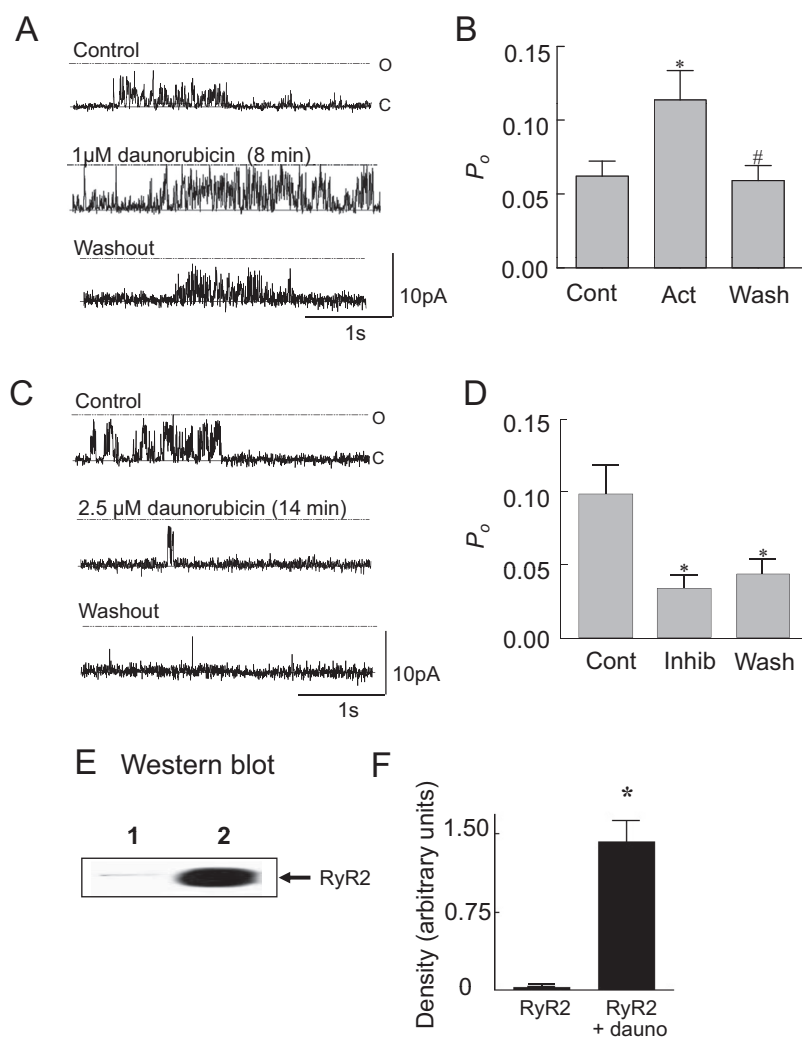 A
Control
O
C
1µM daunorubicin (8 min)
Washout
10pA
1s
B
0.15
0.10
0.05
0.00
Po
*
#
Cont Act Wash
C
Control
O
C
2.5 µM daunorubicin (14 min)
Washout
10pA
1s
D
0.15
0.10
0.05
0.00
Po
*
*
Cont Inhib Wash
E Western blot
1 2
RyR2
F
Density (arbitrary units)
1.50
0.75
0
*
RyR2
RyR2
+ dauno